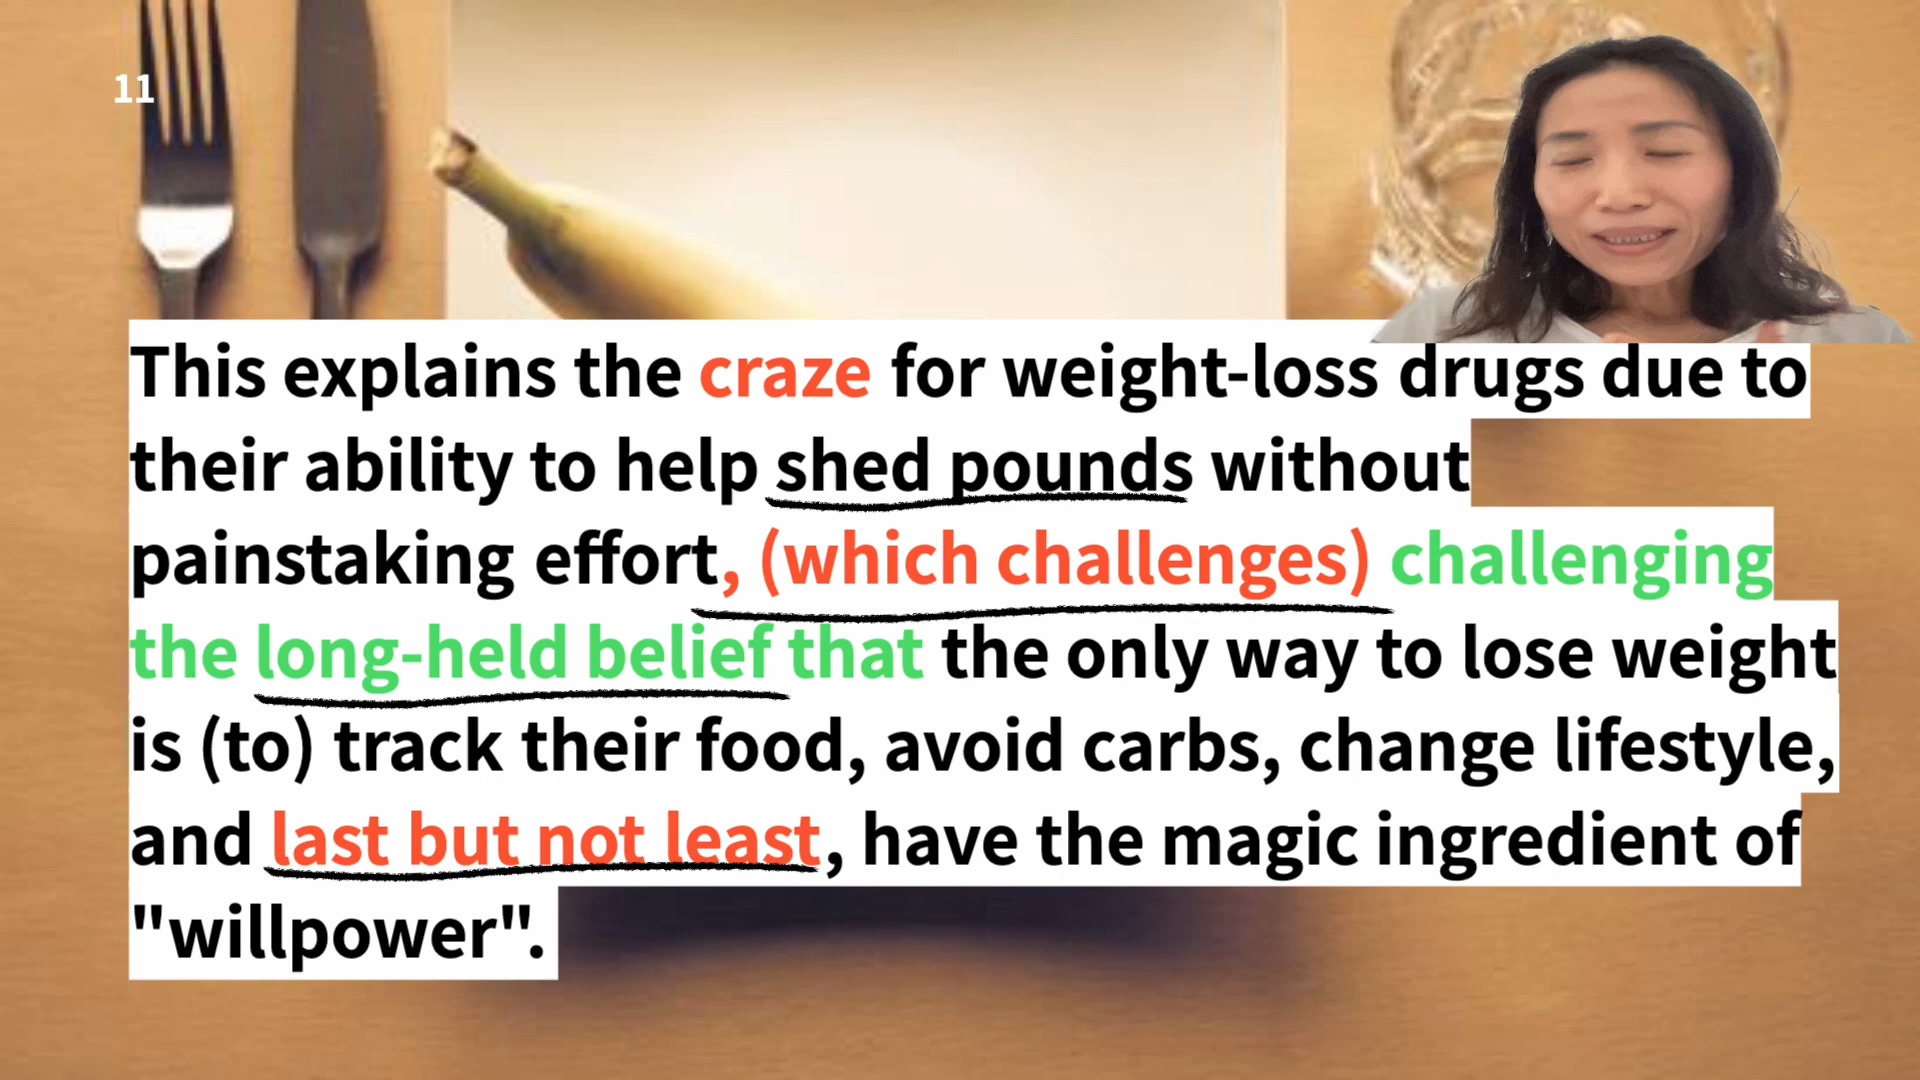 11
This explains the craze for weight-loss drugs due to
their ability to help shed pounds without
painstaking effort, (which challenges) challenging
the long-held belief that the only way to lose weight
is (to) track their food, avoid carbs, change lifestyle,
and last but not least, have the magic ingredient of
"willpower".